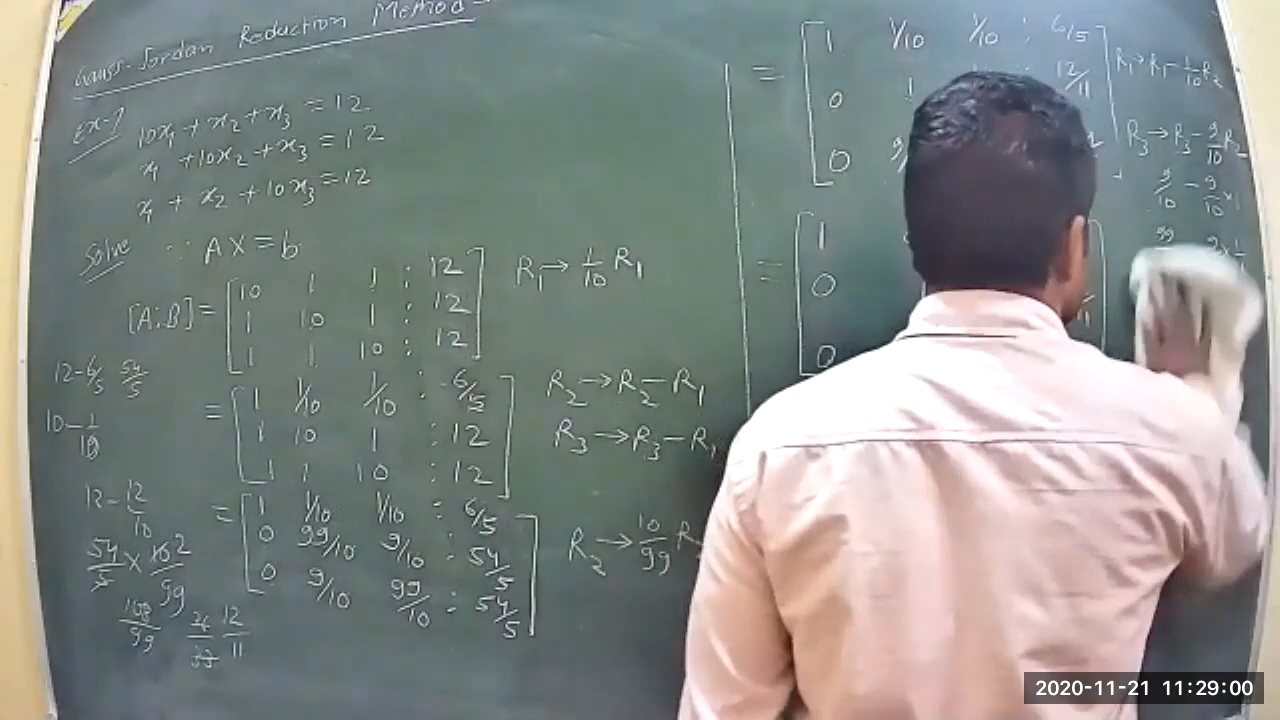 Gauss-Jordan Reduction Method-
Ex-1 10x₁ + x₂ + x₃ = 12
x₁ + 10x₂ + x₃ = 12
x₁ + x₂ + 10x₃ = 12
Solve ∵ AX = b
[A:B] = [10 1 1 : 12] R₁ → 1/10 R₁
1 10 1 : 12
1 1 10 : 12
= [1 1/10 1/10 : 6/5] R₂ → R₂ - R₁
1 10 1 : 12 R₃ → R₃ - R₁
1 1 10 : 12
= [1 1/10 1/10 : 6/5]
0 99/10 9/10 : 54/5 R₂ → 10/99 R
0 9/10 99/10 : 54/5
12 - 6/5 54/5
10 - 1/10
12 - 12/10
54/5 × 10 2/99
108/99 12/11
= [1 1/10 1/10 : 6/5] R₁ → R₁ - 1/10 R₂
0 1 12/11
0 R₃ → R₃ - 9/10 R₂
9/10 - 9/10 × 1
= [1
0
0
2020-11-21 11:29:00